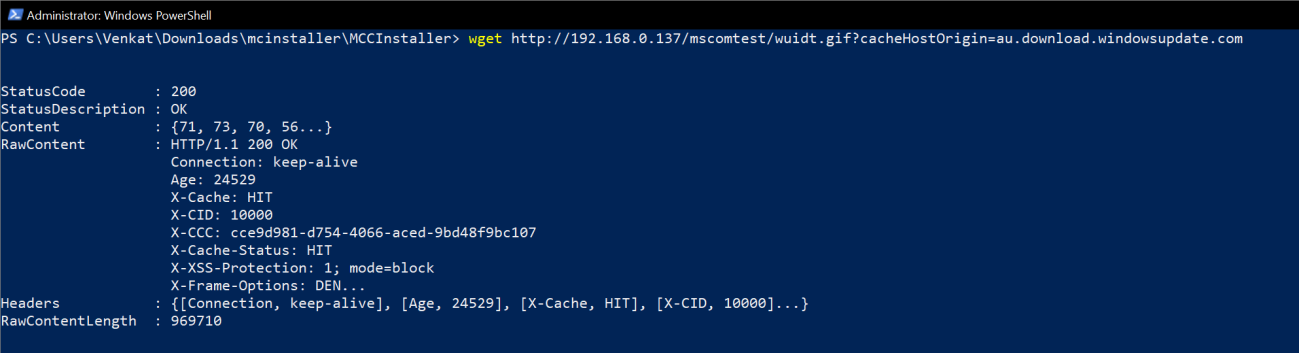 Administrator: Windows PowerShell
PS C:\Users\Venkat\Downloads\mcinstaller\MCCInstaller> wget http://192.168.0.137/mscomtest/wuidt.gif?cacheHostOrigin=au.download.windowsupdate.com
StatusCode : 200
StatusDescription : OK
Content : {71, 73, 70, 56...}
RawContent : HTTP/1.1 200 OK
Connection: keep-alive
Age: 24529
X-Cache: HIT
X-CID: 10000
X-CCC: cce9d981-d754-4066-aced-9bd48f9bc107
X-Cache-Status: HIT
X-XSS-Protection: 1; mode=block
X-Frame-Options: DEN...
Headers : {[Connection, keep-alive], [Age, 24529], [X-Cache, HIT], [X-CID, 10000]...}
RawContentLength : 969710